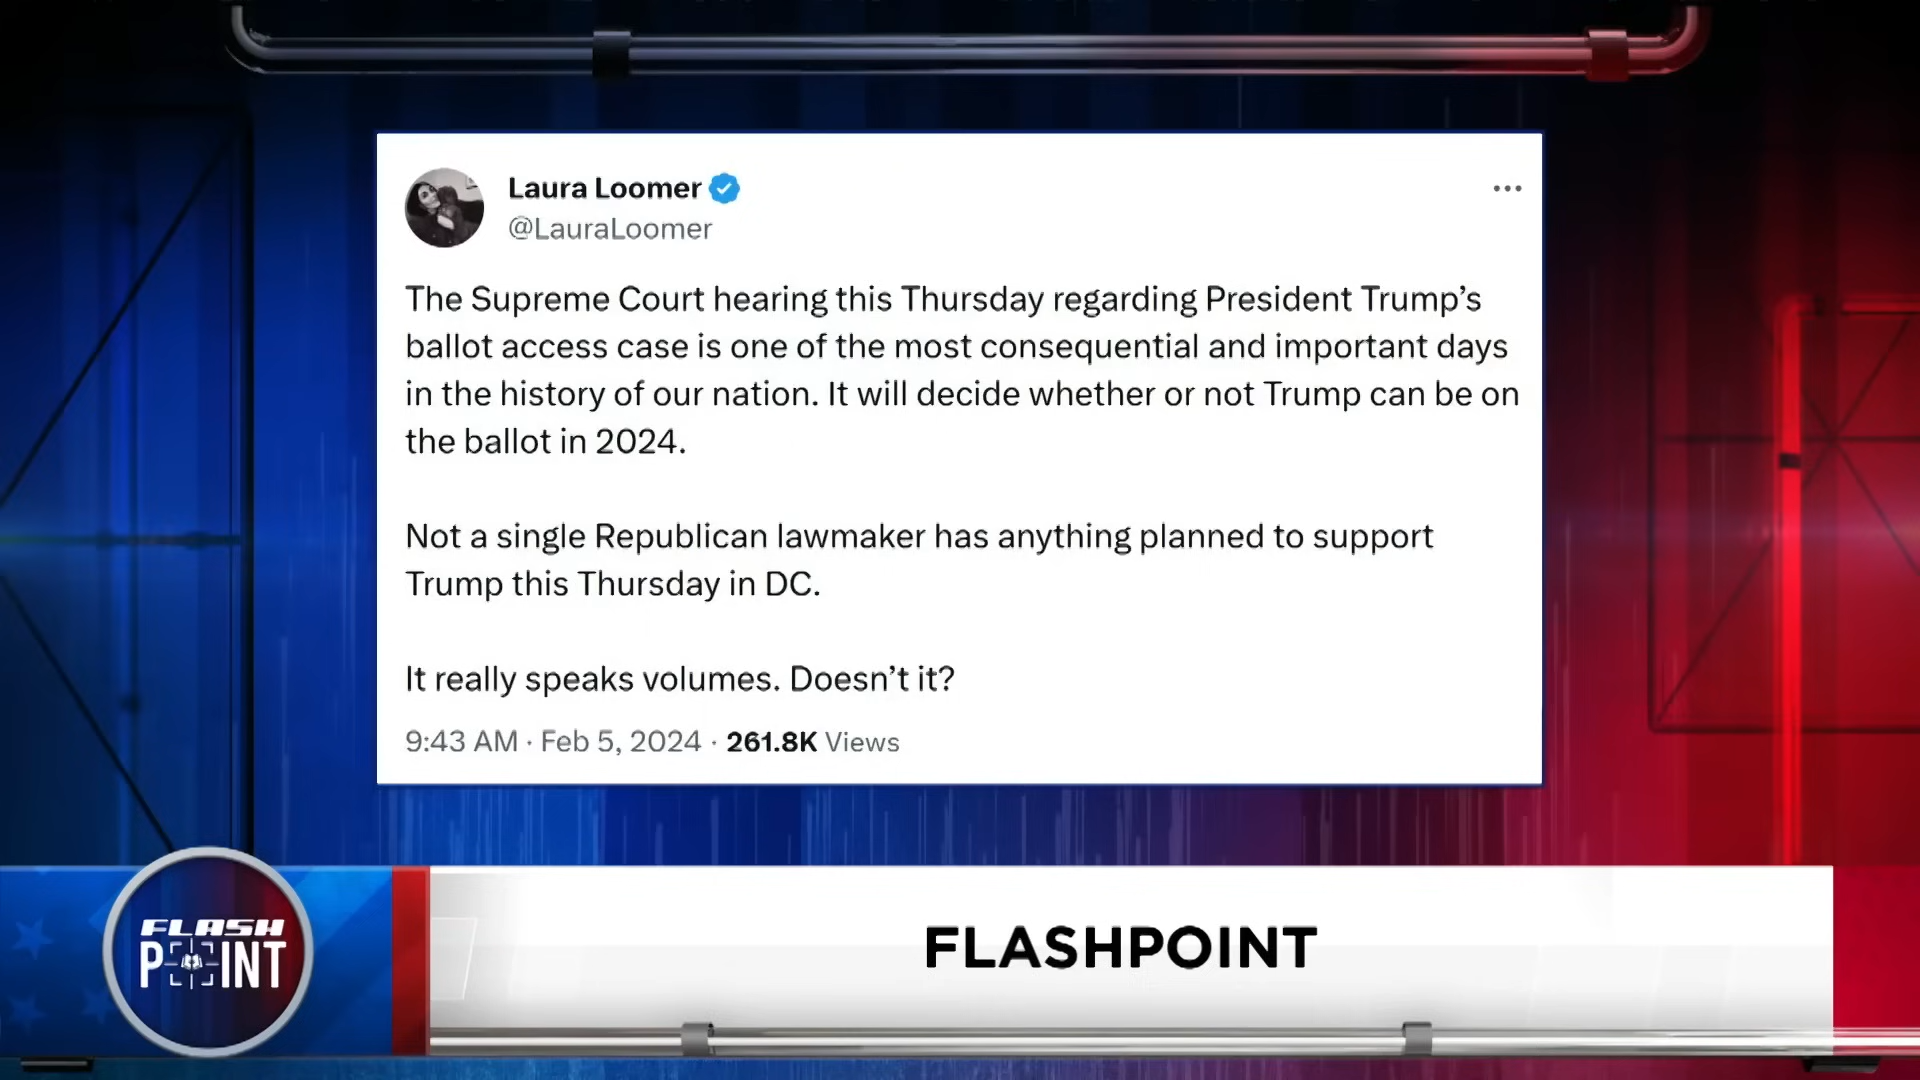 Laura Loomer
@LauraLoomer
The Supreme Court hearing this Thursday regarding President Trump’s
ballot access case is one of the most consequential and important days
in the history of our nation. It will decide whether or not Trump can be on
the ballot in 2024.
Not a single Republican lawmaker has anything planned to support
Trump this Thursday in DC.
It really speaks volumes. Doesn’t it?
9:43 AM · Feb 5, 2024 · 261.8K Views
FLASH
POINT
FLASHPOINT